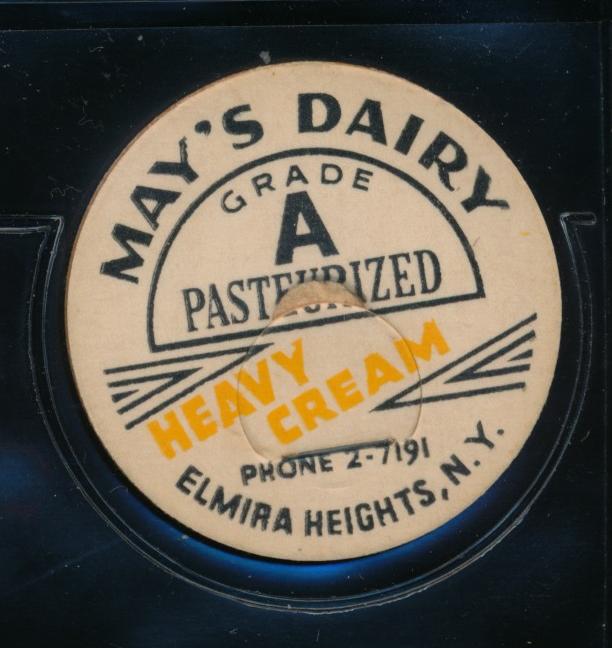 MAY'S DAIRY
GRADE
A
PASTEURIZED
HEAVY
CREAM
PHONE 2-7191
ELMIRA HEIGHTS, N.Y.